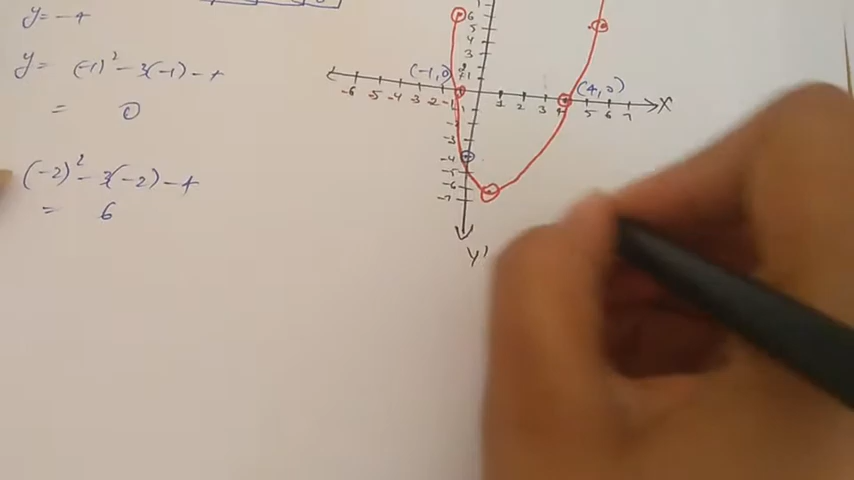 y= -4
y= (-1)² - 3(-1) - 4
= 0
(-2)² - 3(-2) - 4
= 6
6
5
4
3
2
1
(-1,0)
(4,0)
X
-6 -5 -4 -3 -2 -1 1 2 3 4 5 6 7
-3
-4
-5
-6
-7
y'